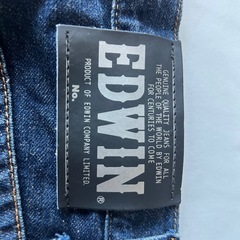 GENUINE QUALITY JEANS FOR ALL
THE PEOPLE OF THE WORLD BY EDWIN
FOR CENTURIES TO COME
EDWIN®
PRODUCT OF EDWIN COMPANY LIMITED.
No.